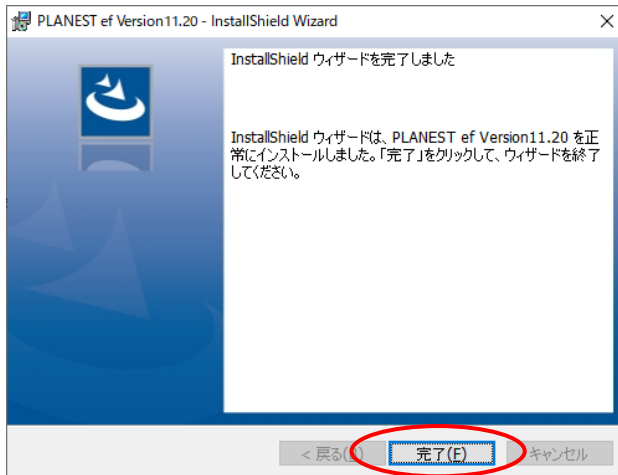 PLANEST ef Version11.20 - InstallShield Wizard
InstallShield ウィザードを完了しました
InstallShield ウィザードは、PLANEST ef Version11.20 を正
常にインストールしました。「完了」をクリックして、ウィザードを終了
してください。
< 戻る(
完了(F)
キャンセル